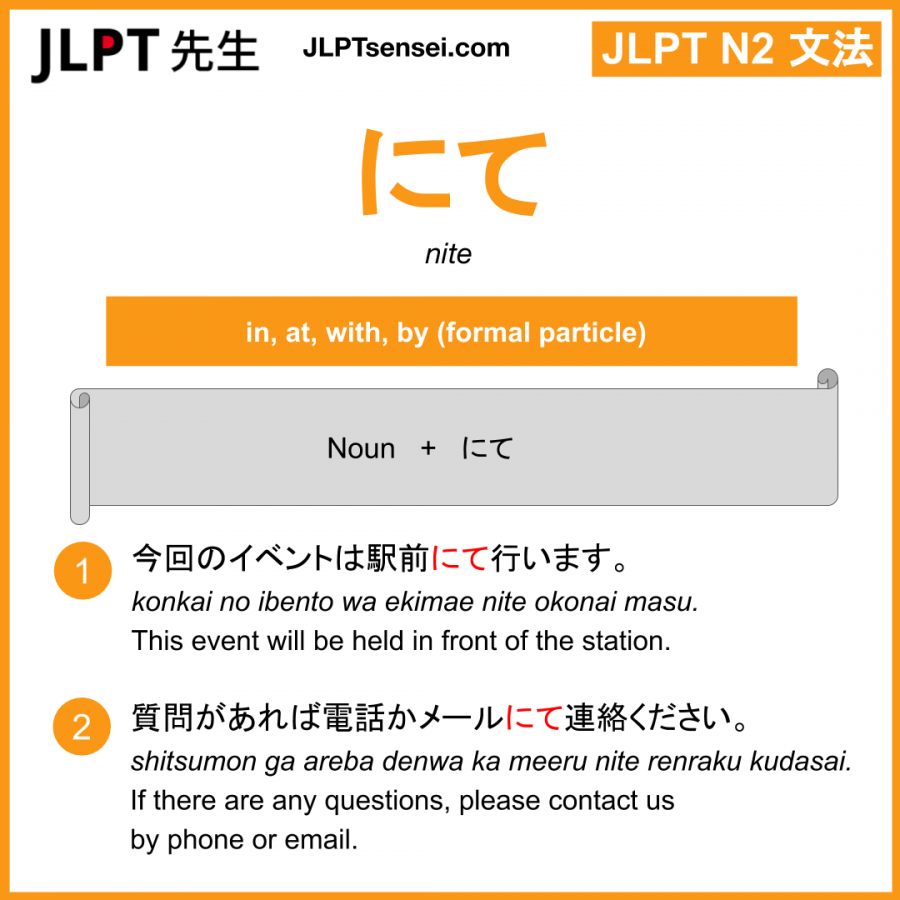 JLPT 先生
JLPTsensei.com
JLPT N2 文法
にて
nite
in, at, with, by (formal particle)
Noun + にて
1
今回のイベントは駅前にて行います。
konkai no ibento wa ekimae nite okonai masu.
This event will be held in front of the station.
2
質問があれば電話かメールにて連絡ください。
shitsumon ga areba denwa ka meeru nite renraku kudasai.
If there are any questions, please contact us
by phone or email.